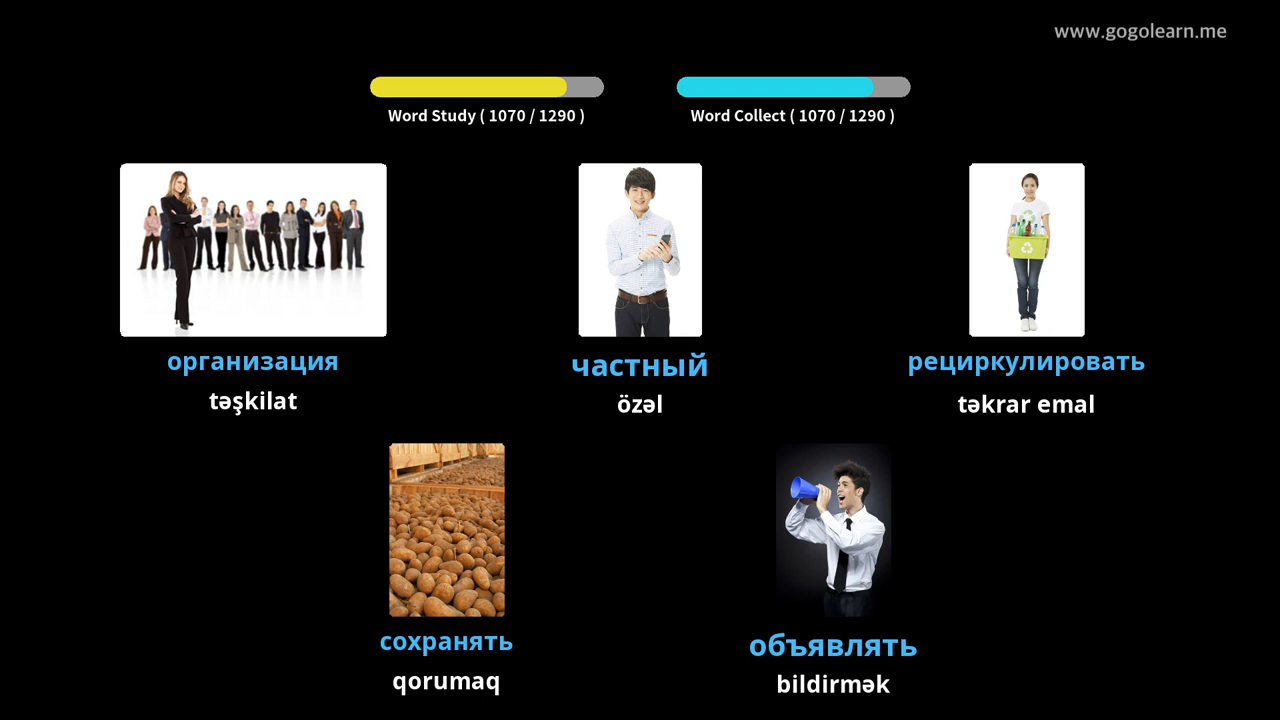 www.gogolearn.me
Word Study ( 1070 / 1290 )
Word Collect ( 1070 / 1290 )
организация
təşkilat
частный
özəl
рециркулировать
təkrar emal
сохранять
qorumaq
объявлять
bildirmək